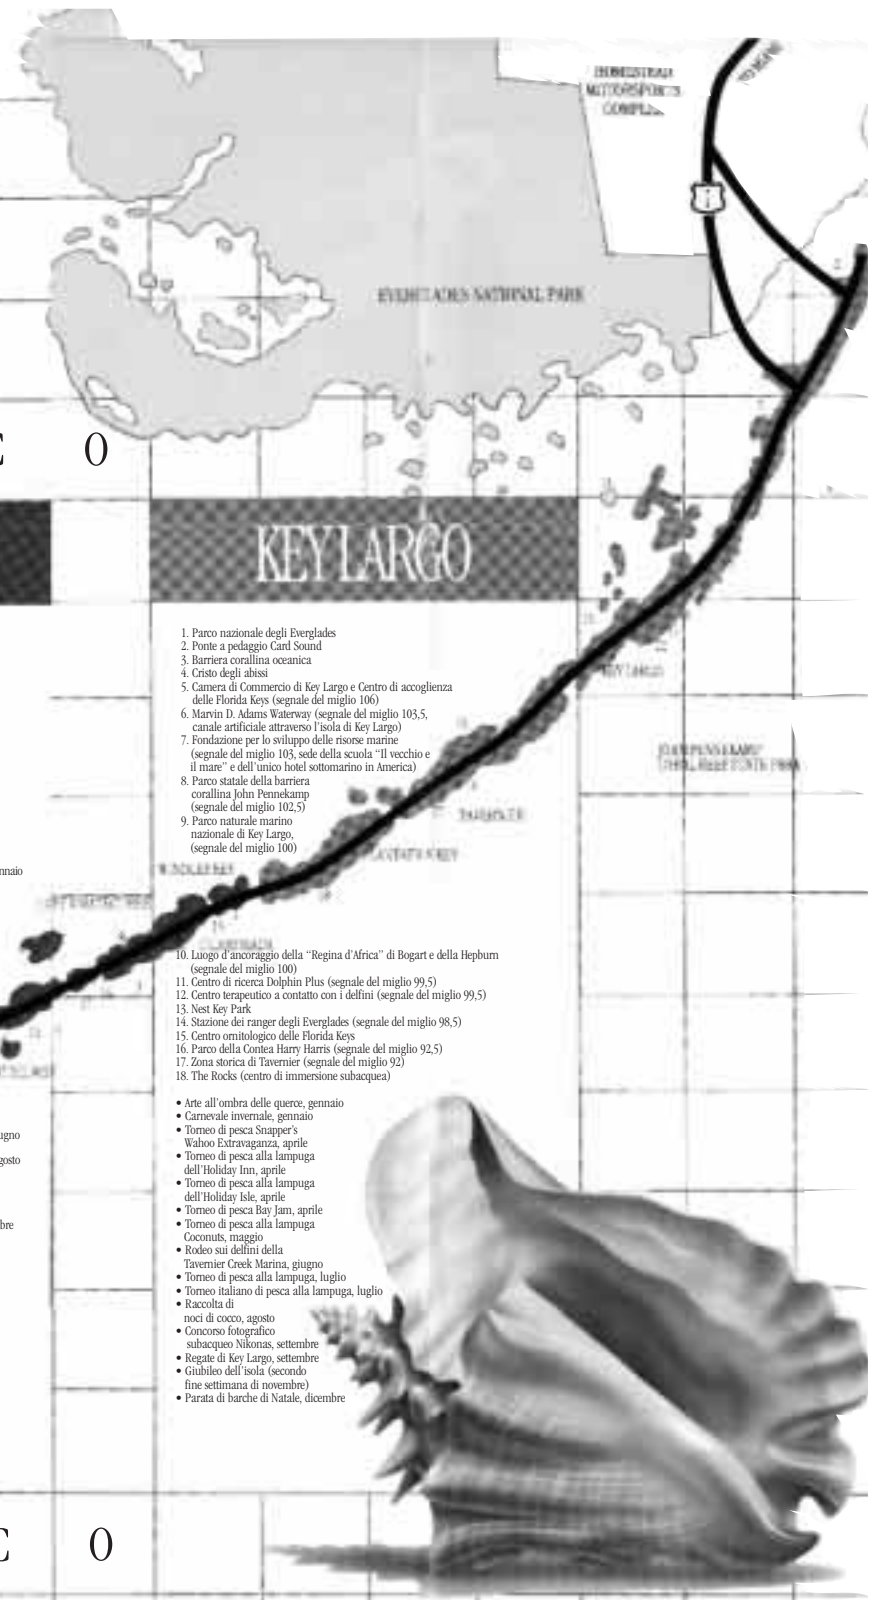 HOMESTEAD
MOTORSPORTS
EVERGLADES NATIONAL PARK
C O
KEY LARGO
1. Parco nazionale degli Everglades
2. Ponte a pedaggio Card Sound
3. Barriera corallina oceanica
4. Cristo degli abissi
5. Camera di Commercio di Key Largo e Centro di accoglienza
delle Florida Keys (segnale del miglio 106)
6. Marvin D. Adams Waterway (segnale del miglio 103,5,
canale artificiale attraverso l'isola di Key Largo)
7. Fondazione per lo sviluppo delle risorse marine
(segnale del miglio 103, sede della scuola “Il vecchio e
il mare” e dell'unico hotel sottomarino in America)
8. Parco statale della barriera
corallina John Pennekamp
(segnale del miglio 102,5)
9. Parco naturale marino
nazionale di Key Largo,
(segnale del miglio 100)
KEY LARGO
TAVERNIER
nnaio
10. Luogo d'ancoraggio della “Regina d'Africa” di Bogart e della Hepburn
(segnale del miglio 100)
11. Centro di ricerca Dolphin Plus (segnale del miglio 99,5)
12. Centro terapeutico a contatto con i delfini (segnale del miglio 99,5)
13. Nest Key Park
14. Stazione dei ranger degli Everglades (segnale del miglio 98,5)
15. Centro ornitologico delle Florida Keys
16. Parco della Contea Harry Harris (segnale del miglio 92,5)
17. Zona storica di Tavernier (segnale del miglio 92)
18. The Rocks (centro di immersione subacquea)
• Arte all'ombra delle querce, gennaio
• Carnevale invernale, gennaio
• Torneo di pesca Snapper's
Wahoo Extravaganza, aprile
• Torneo di pesca alla lampuga
dell'Holiday Inn, aprile
• Torneo di pesca alla lampuga
dell'Holiday Isle, aprile
• Torneo di pesca Bay Jam, aprile
• Torneo di pesca alla lampuga
Coconuts, maggio
• Rodeo sui delfini della
Tavernier Creek Marina, giugno
• Torneo di pesca alla lampuga, luglio
• Torneo italiano di pesca alla lampuga, luglio
• Raccolta di
noci di cocco, agosto
• Concorso fotografico
subacqueo Nikonas, settembre
• Regate di Key Largo, settembre
• Giubileo dell'isola (secondo
fine settimana di novembre)
• Parata di barche di Natale, dicembre
ugno
gosto
bre
C O